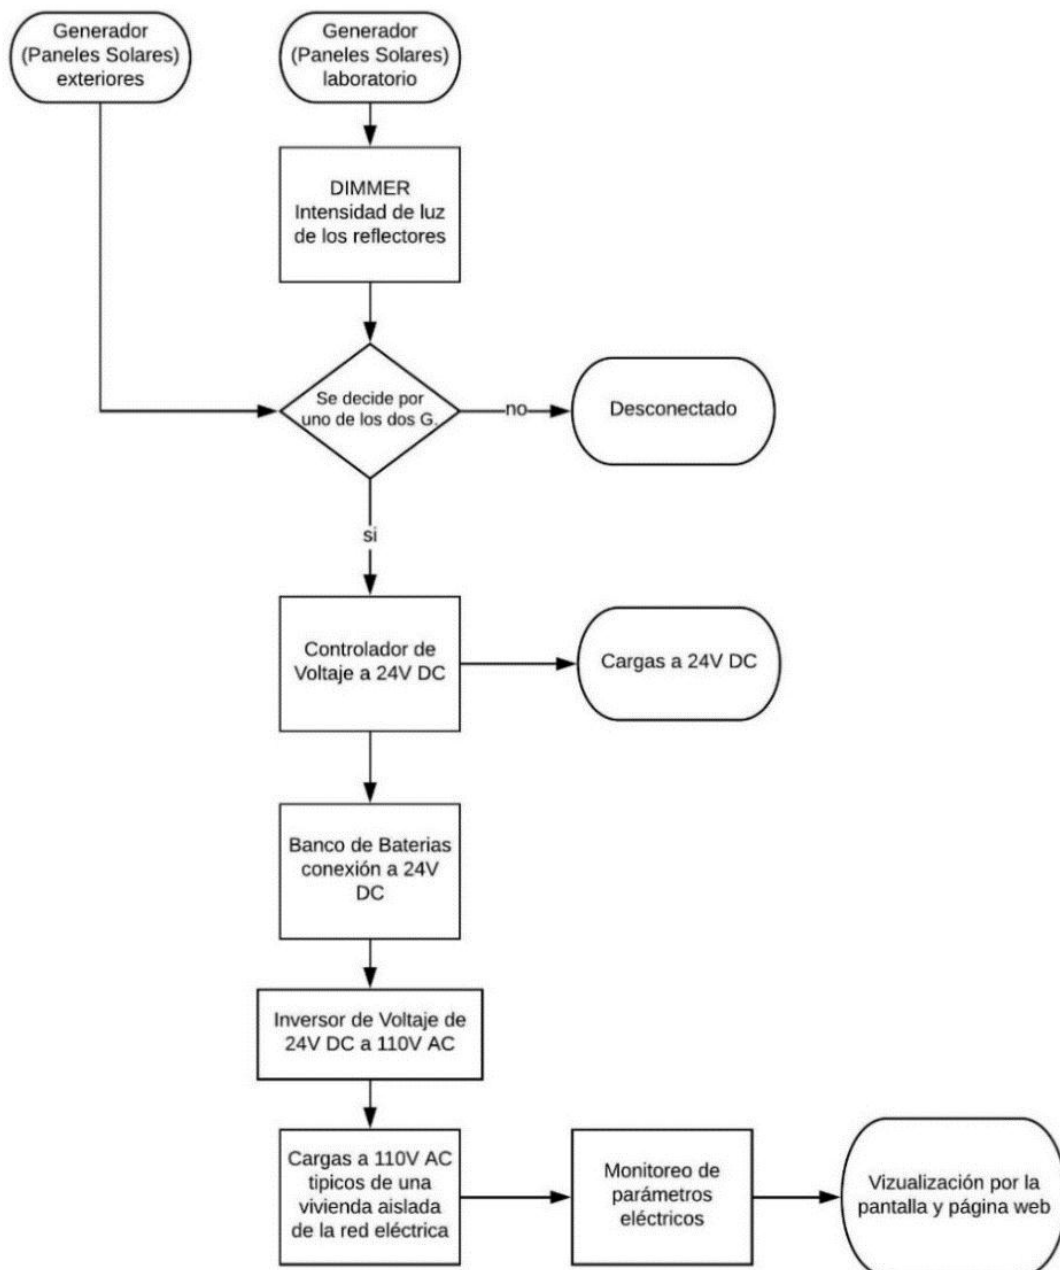 Generador
(Paneles Solares)
exteriores
Generador
(Paneles Solares)
laboratorio
DIMMER
Intensidad de luz
de los reflectores
Se decide por
uno de los dos G.
no
Desconectado
si
Controlador de
Voltaje a 24V DC
Cargas a 24V DC
Banco de Baterias
conexión a 24V
DC
Inversor de Voltaje de
24V DC a 110V AC
Cargas a 110V AC
tipicos de una
vivienda aislada
de la red eléctrica
Monitoreo de
parámetros
eléctricos
Vizualización por la
pantalla y página web